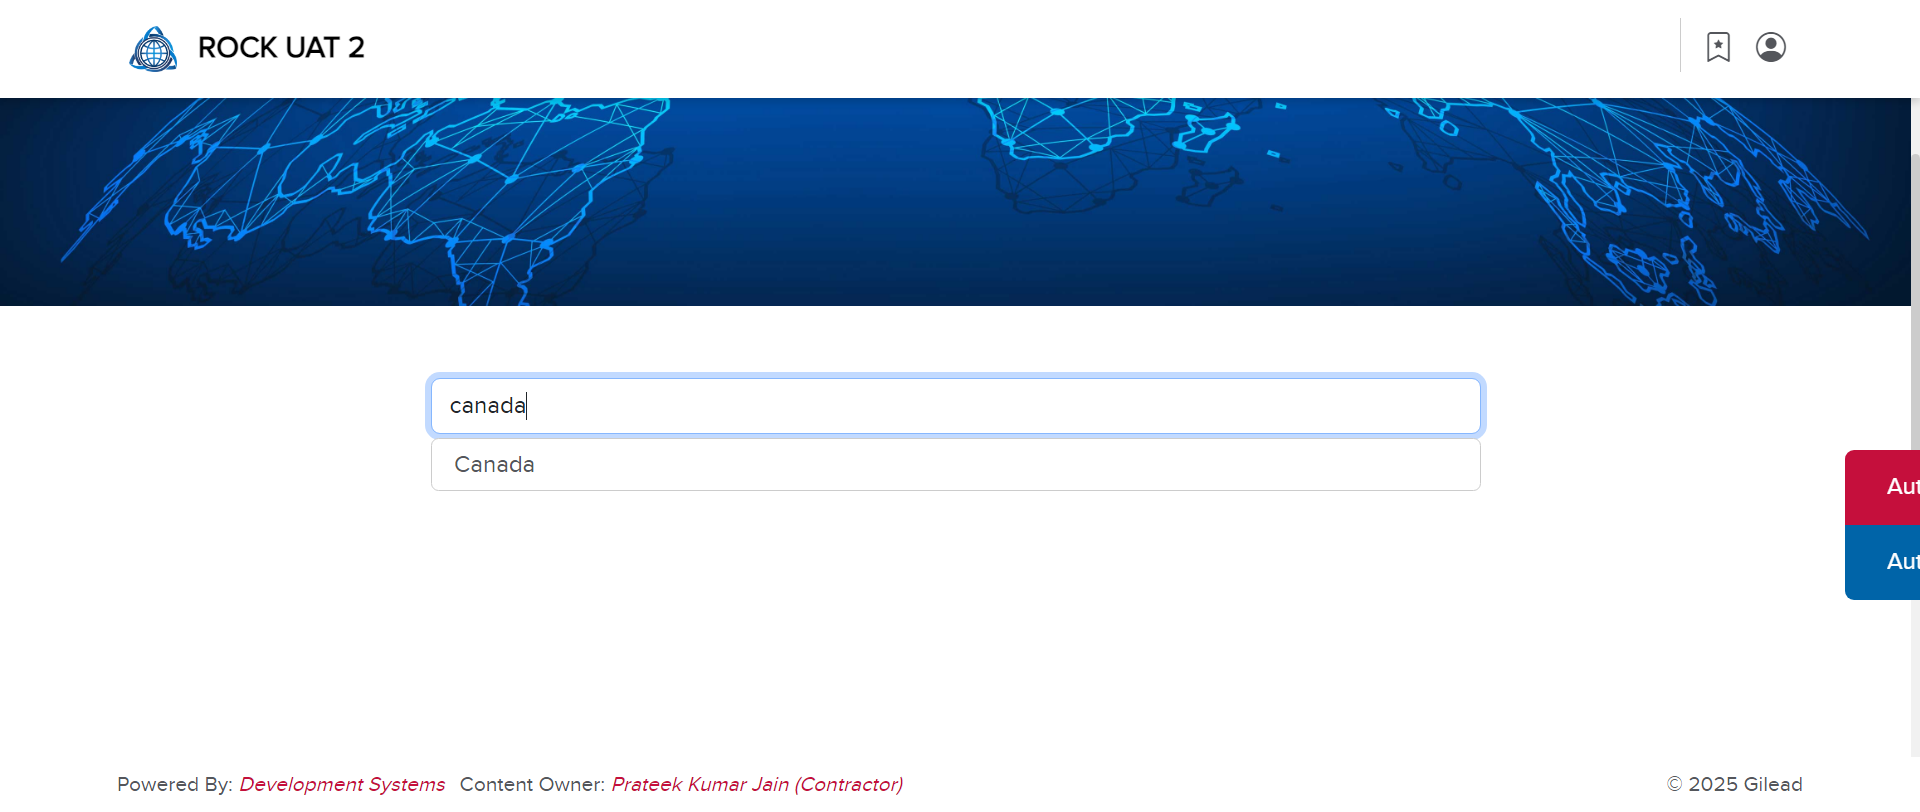 ROCK UAT 2
canada
Canada
Aut
Aut
Powered By: Development Systems Content Owner: Prateek Kumar Jain (Contractor)
© 2025 Gilead